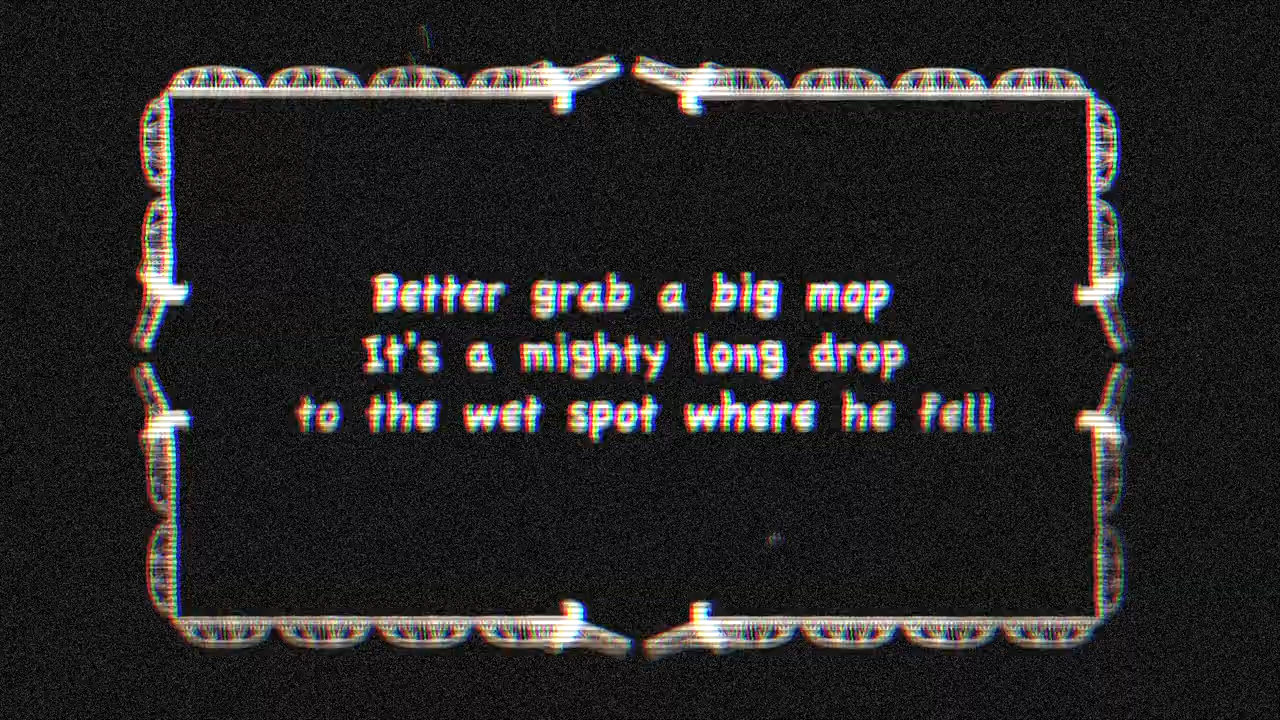 Better grab a big mop
It's a mighty long drop
to the wet spot where he fell